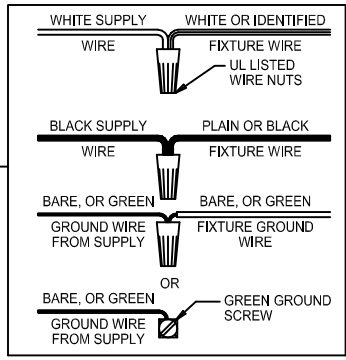 WHITE SUPPLY WIRE
WHITE OR IDENTIFIED FIXTURE WIRE
UL LISTED
WIRE NUTS
BLACK SUPPLY WIRE
PLAIN OR BLACK FIXTURE WIRE
BARE, OR GREEN
GROUND WIRE
FROM SUPPLY
BARE, OR GREEN
FIXTURE GROUND
WIRE
OR
BARE, OR GREEN
GROUND WIRE
FROM SUPPLY
GREEN GROUND
SCREW